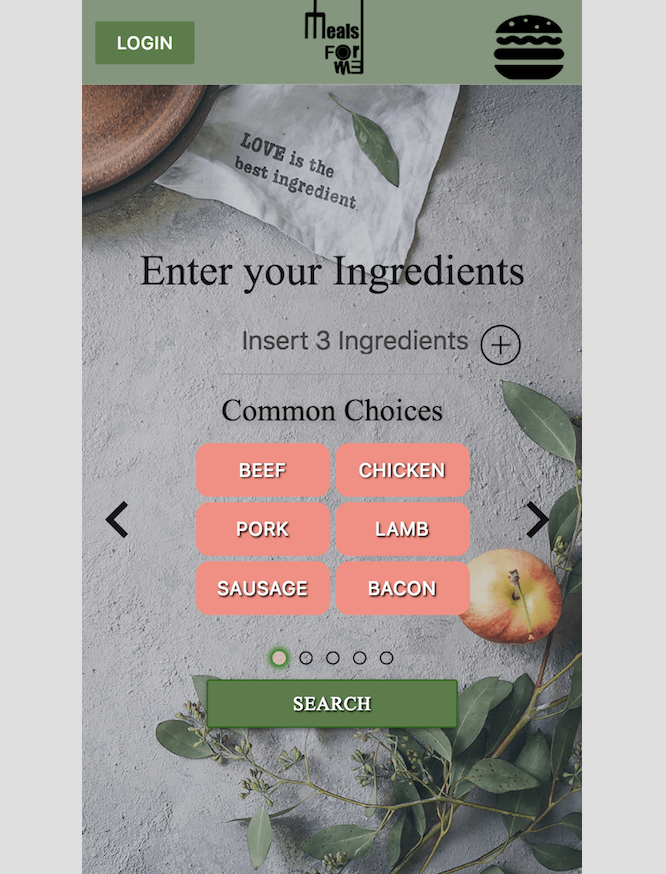 LOGIN
Meals
FOR
ME
LOVE is the
best ingredient.
Enter your Ingredients
Insert 3 Ingredients
Common Choices
BEEF CHICKEN
PORK LAMB
SAUSAGE BACON
SEARCH